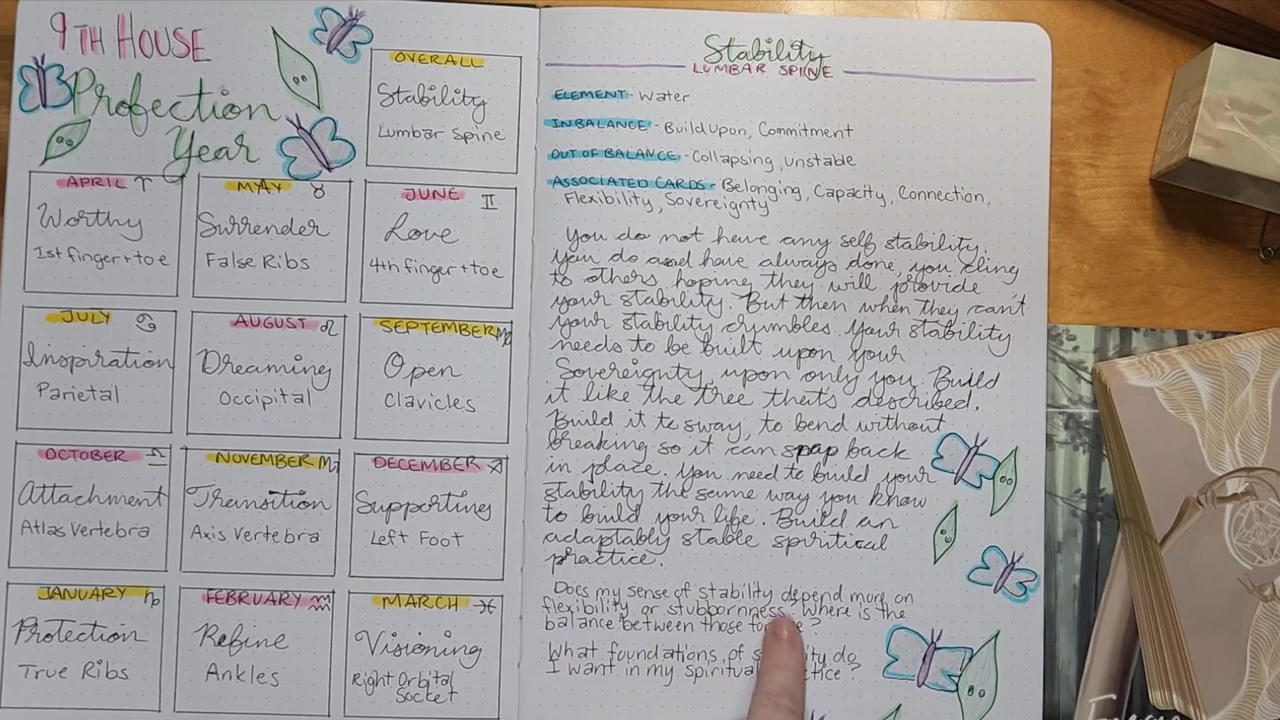 9TH HOUSE
Profection
Year
OVERALL
Stability
Lumbar Spine
APRIL ♈
Worthy
1st finger + toe
MAY ♉
Surrender
False Ribs
JUNE ♊
Love
4th finger + toe
JULY ♋
Inspiration
Parietal
AUGUST ♌
Dreaming
Occipital
SEPTEMBER ♍
Open
Clavicles
OCTOBER ♎
Attachment
Atlas Vertebra
NOVEMBER ♏
Transition
Axis Vertebra
DECEMBER ♐
Supporting
Left Foot
JANUARY ♑
Protection
True Ribs
FEBRUARY ♒
Refine
Ankles
MARCH ♓
Visioning
Right Orbital
Socket
Stability
LUMBAR SPINE
ELEMENT - Water
IN BALANCE - Build Upon, Commitment
OUT OF BALANCE - Collapsing, unstable
ASSOCIATED CARDS - Belonging, Capacity, Connection,
Flexibility, Sovereignty
You do not have any self stability.
You do and have always done, you cling
to others hoping they will provide
your stability. But then when they can't
your stability crumbles. Your stability
needs to be built upon your
Sovereignty upon only you. Build
it like the tree that's described.
Build it to sway, to bend without
breaking so it can snap back
in place. You need to build your
stability the same way you know
to build your life. Build an
adaptably stable spiritical
practice.
Does my sense of stability depend more on
flexibility or stubbornness? Where is the
balance between those for ?
What foundations of do
I want in my Spiritual ?